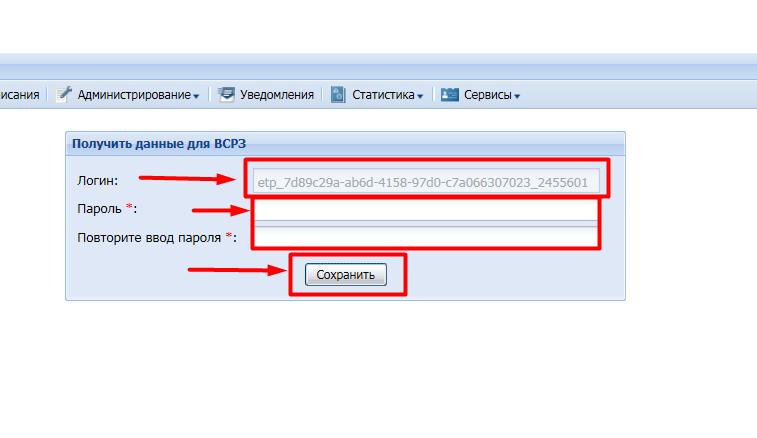 исания Администрирование Уведомления Статистика Сервисы
Получить данные для ВСРЗ
Логин: etp_7d89c29a-ab6d-4158-97d0-c7a066307023_2455601
Пароль *:
Повторите ввод пароля *:
Сохранить